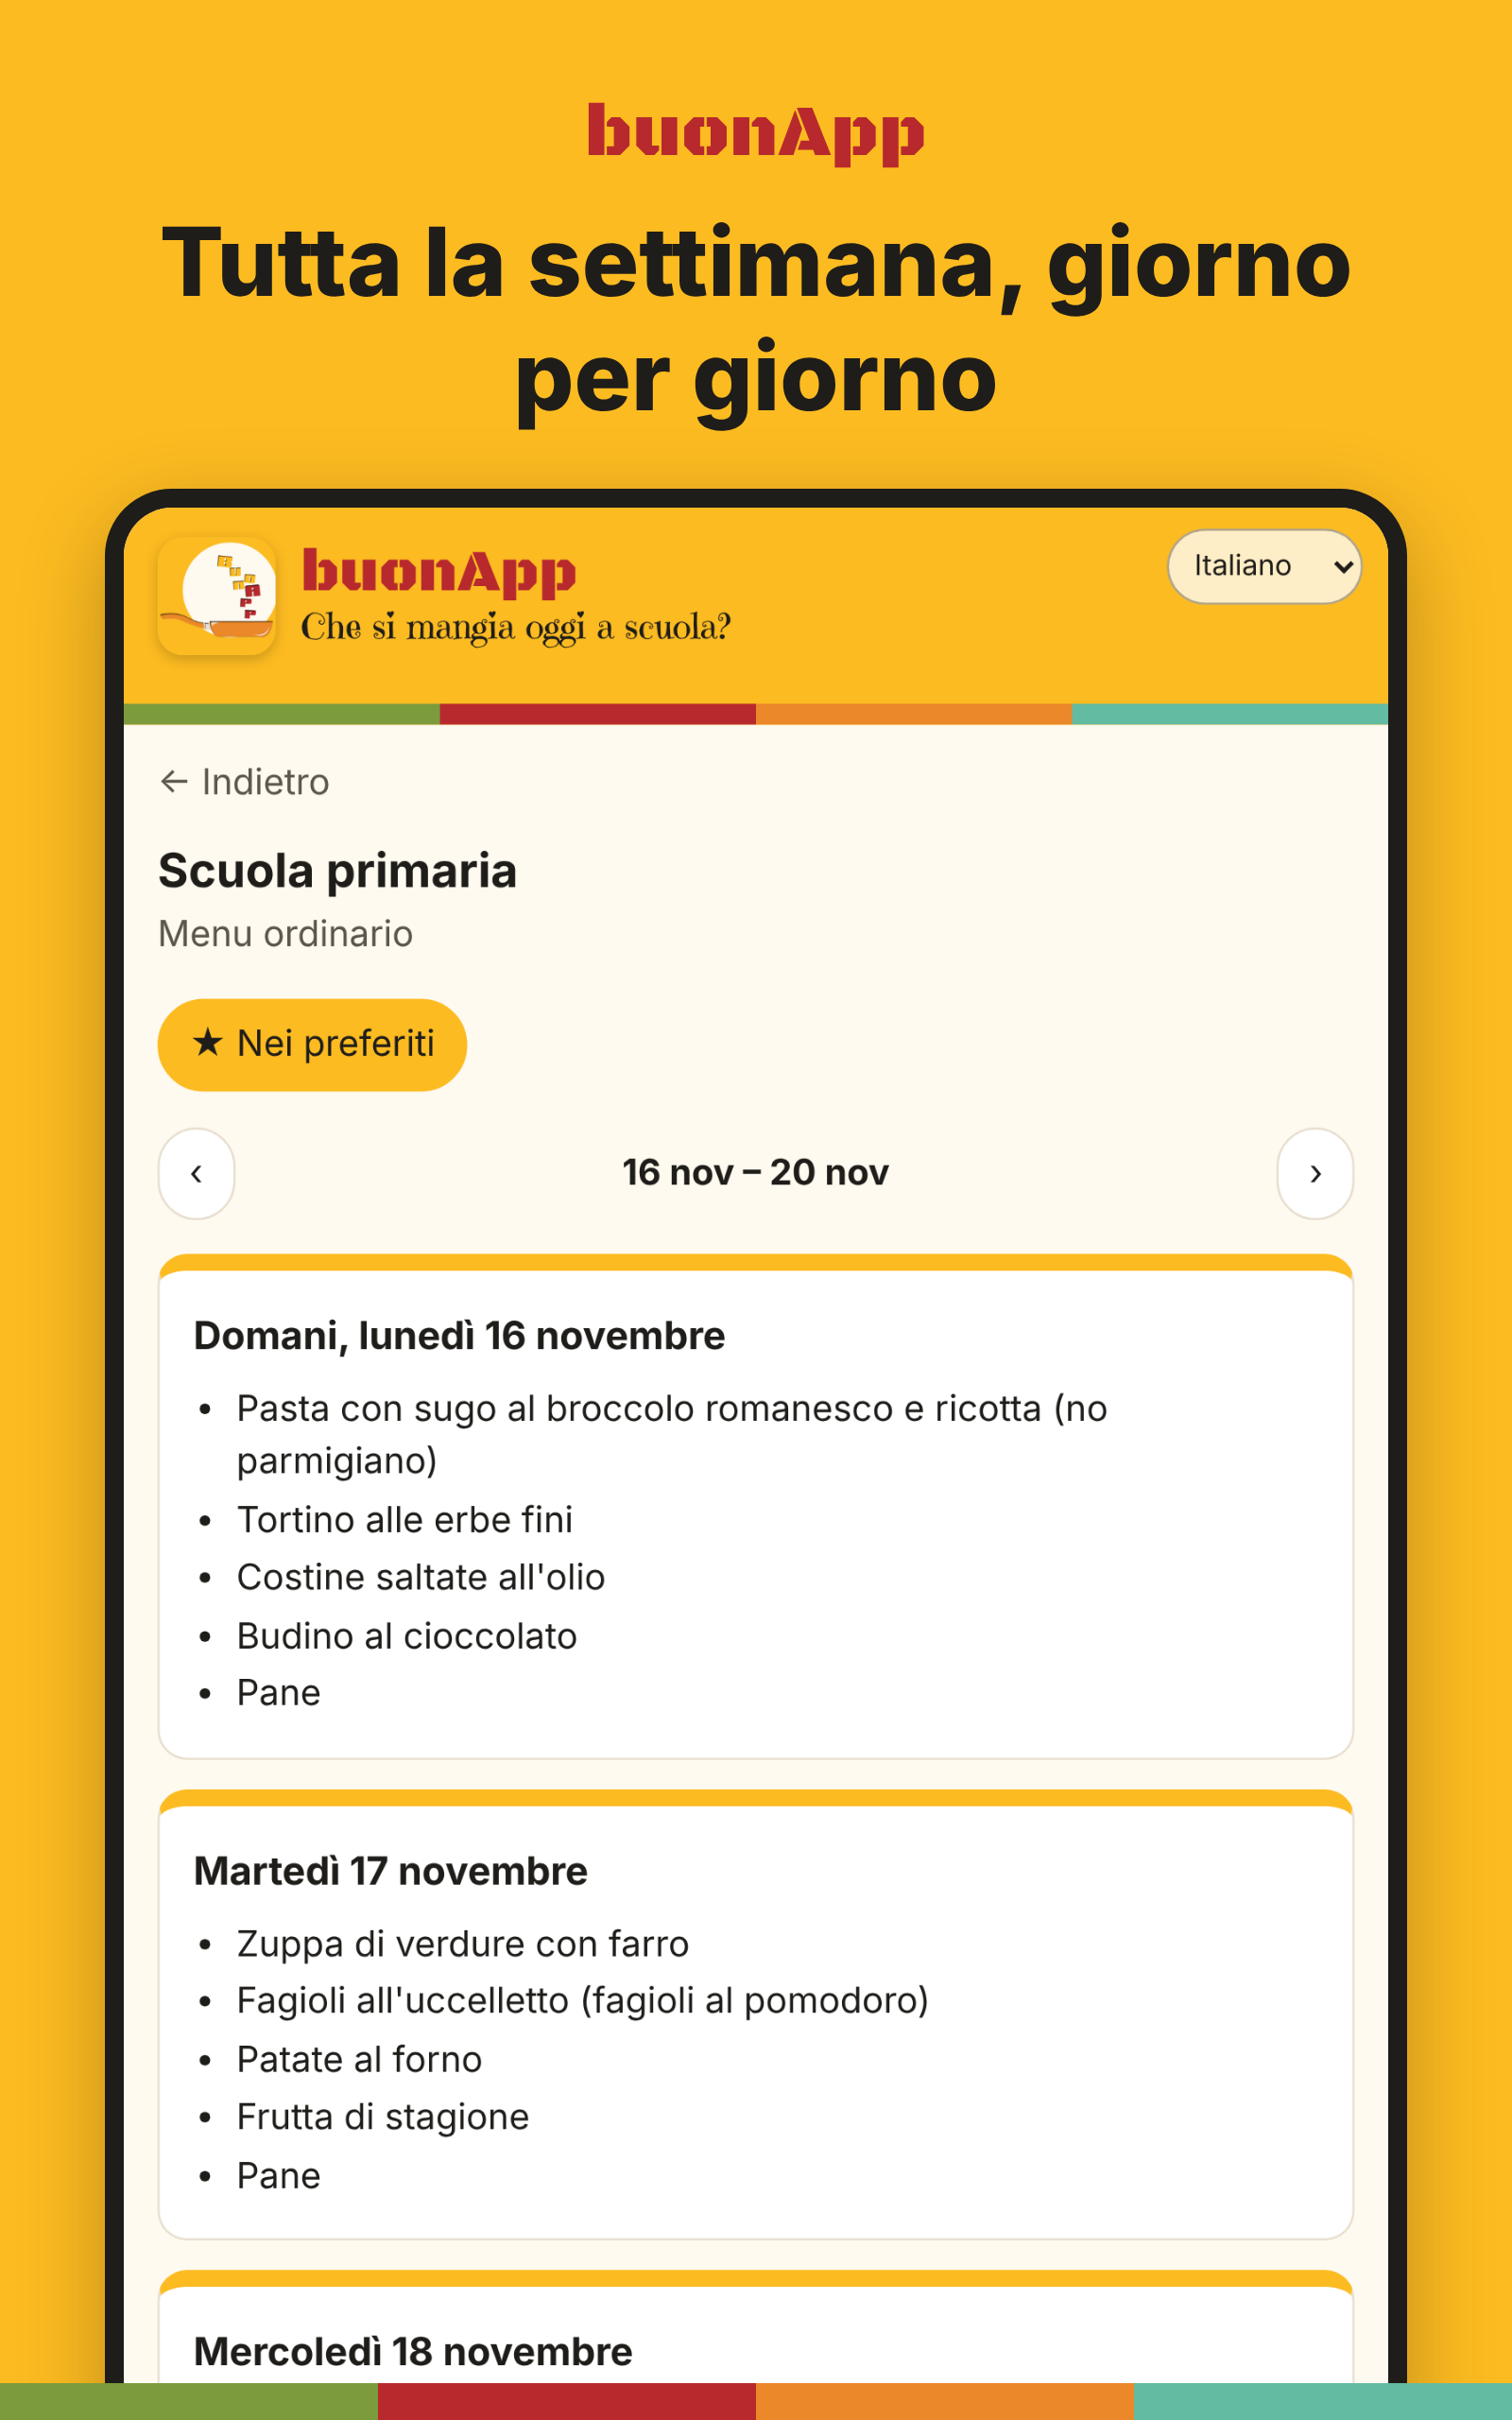 buonApp
Tutta la settimana, giorno
per giorno
BUONAPP
buonApp
Che si mangia oggi a scuola?
Italiano
← Indietro
Scuola primaria
Menu ordinario
★ Nei preferiti
‹ 16 nov – 20 nov ›
Domani, lunedì 16 novembre
• Pasta con sugo al broccolo romanesco e ricotta (no
parmigiano)
• Tortino alle erbe fini
• Costine saltate all'olio
• Budino al cioccolato
• Pane
Martedì 17 novembre
• Zuppa di verdure con farro
• Fagioli all'uccelletto (fagioli al pomodoro)
• Patate al forno
• Frutta di stagione
• Pane
Mercoledì 18 novembre